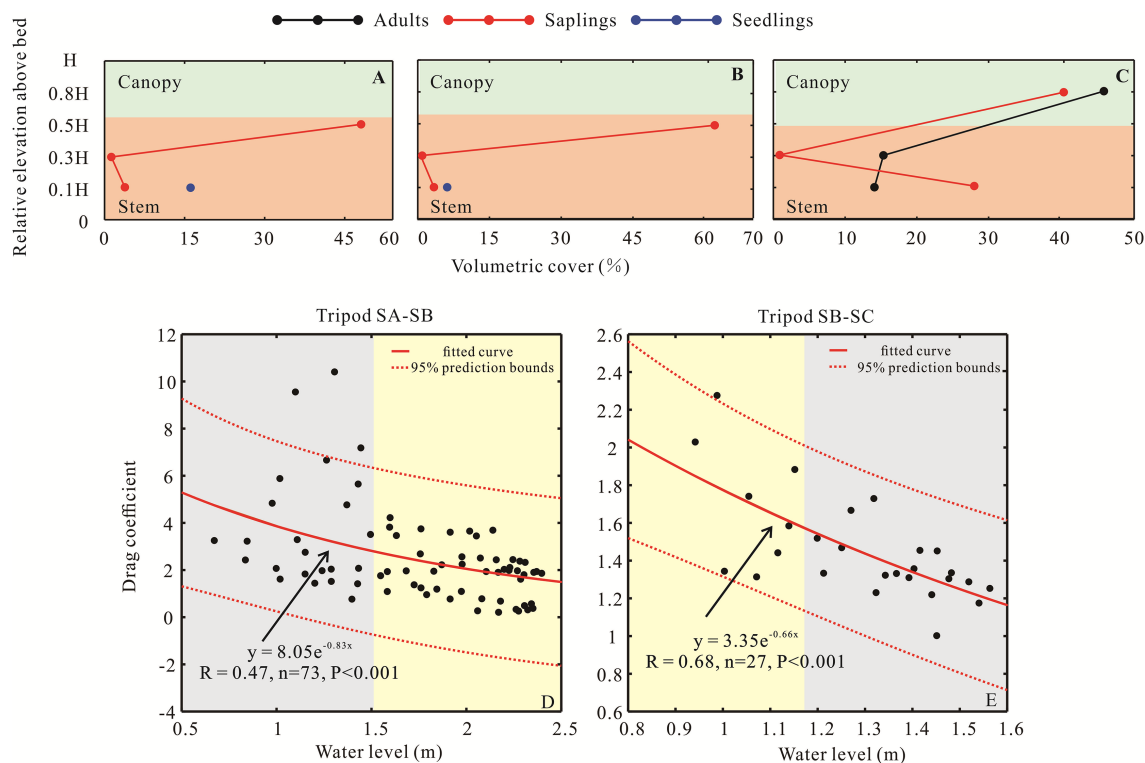 Adults Saplings Seedlings
Relative elevation above bed
H
0.8H
0.5H
0.3H
0.1H
0
Canopy A
Stem
0 15 30 45 60
Canopy B
Stem
0 15 30 45 60 70
Canopy C
Stem
0 10 20 30 40 50
Volumetric cover (%)
Tripod SA-SB
Drag coefficient
12
10
8
6
4
2
0
-2
-4
fitted curve
95% prediction bounds
y = 8.05e^-0.83x
R = 0.47, n=73, P<0.001
D
0.5 1 1.5 2 2.5
Water level (m)
Tripod SB-SC
2.6
2.4
2.2
2
1.8
1.6
1.4
1.2
1
0.8
0.6
fitted curve
95% prediction bounds
y = 3.35e^-0.66x
R = 0.68, n=27, P<0.001
E
0.8 0.9 1 1.1 1.2 1.3 1.4 1.5 1.6
Water level (m)